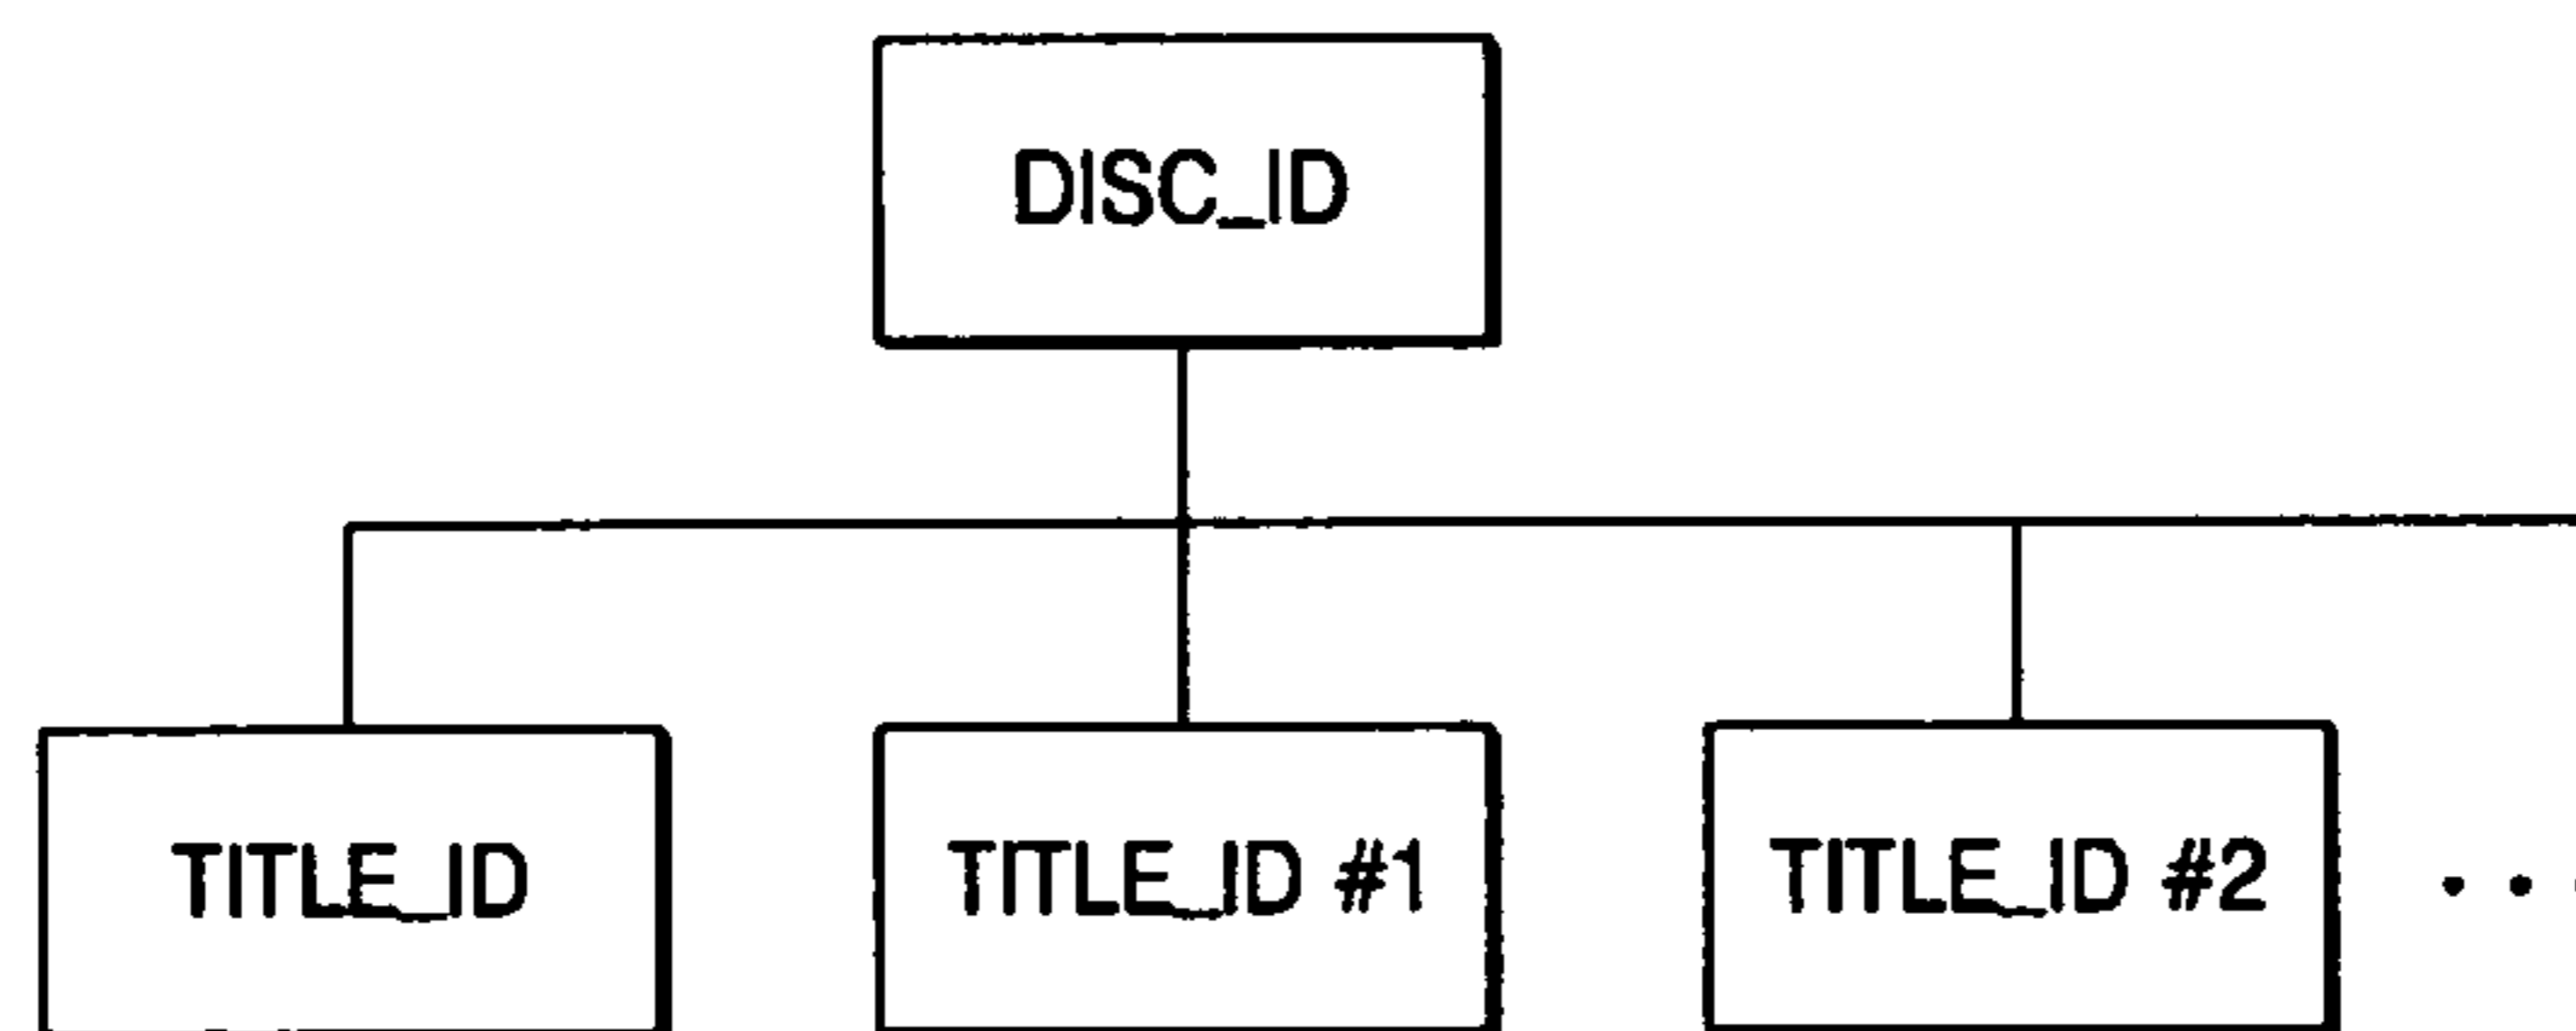 DISC_ID
TITLE_ID
TITLE_ID #1
TITLE_ID #2
. . .